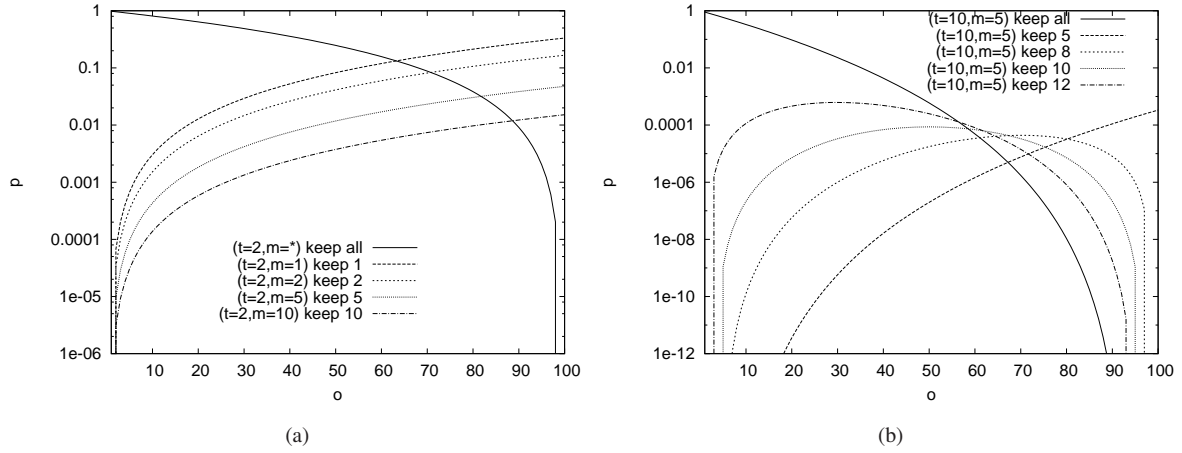 1
0.1
0.01
0.001
0.0001
1e-05
1e-06
p
10 20 30 40 50 60 70 80 90 100
o
(t=2,m=*) keep all
(t=2,m=1) keep 1
(t=2,m=2) keep 2
(t=2,m=5) keep 5
(t=2,m=10) keep 10
(a)
1
0.01
0.0001
1e-06
1e-08
1e-10
1e-12
p
10 20 30 40 50 60 70 80 90 100
o
(t=10,m=5) keep all
(t=10,m=5) keep 5
(t=10,m=5) keep 8
(t=10,m=5) keep 10
(t=10,m=5) keep 12
(b)